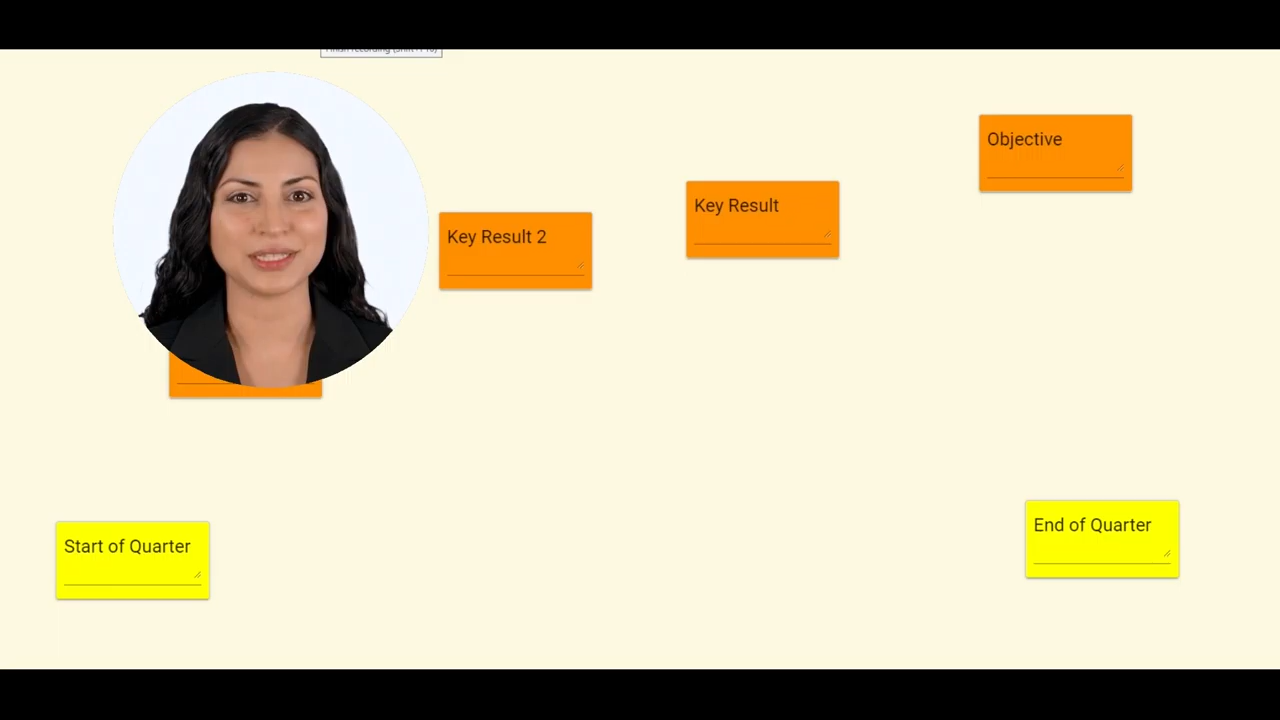 Objective
Key Result
Key Result 2
End of Quarter
Start of Quarter